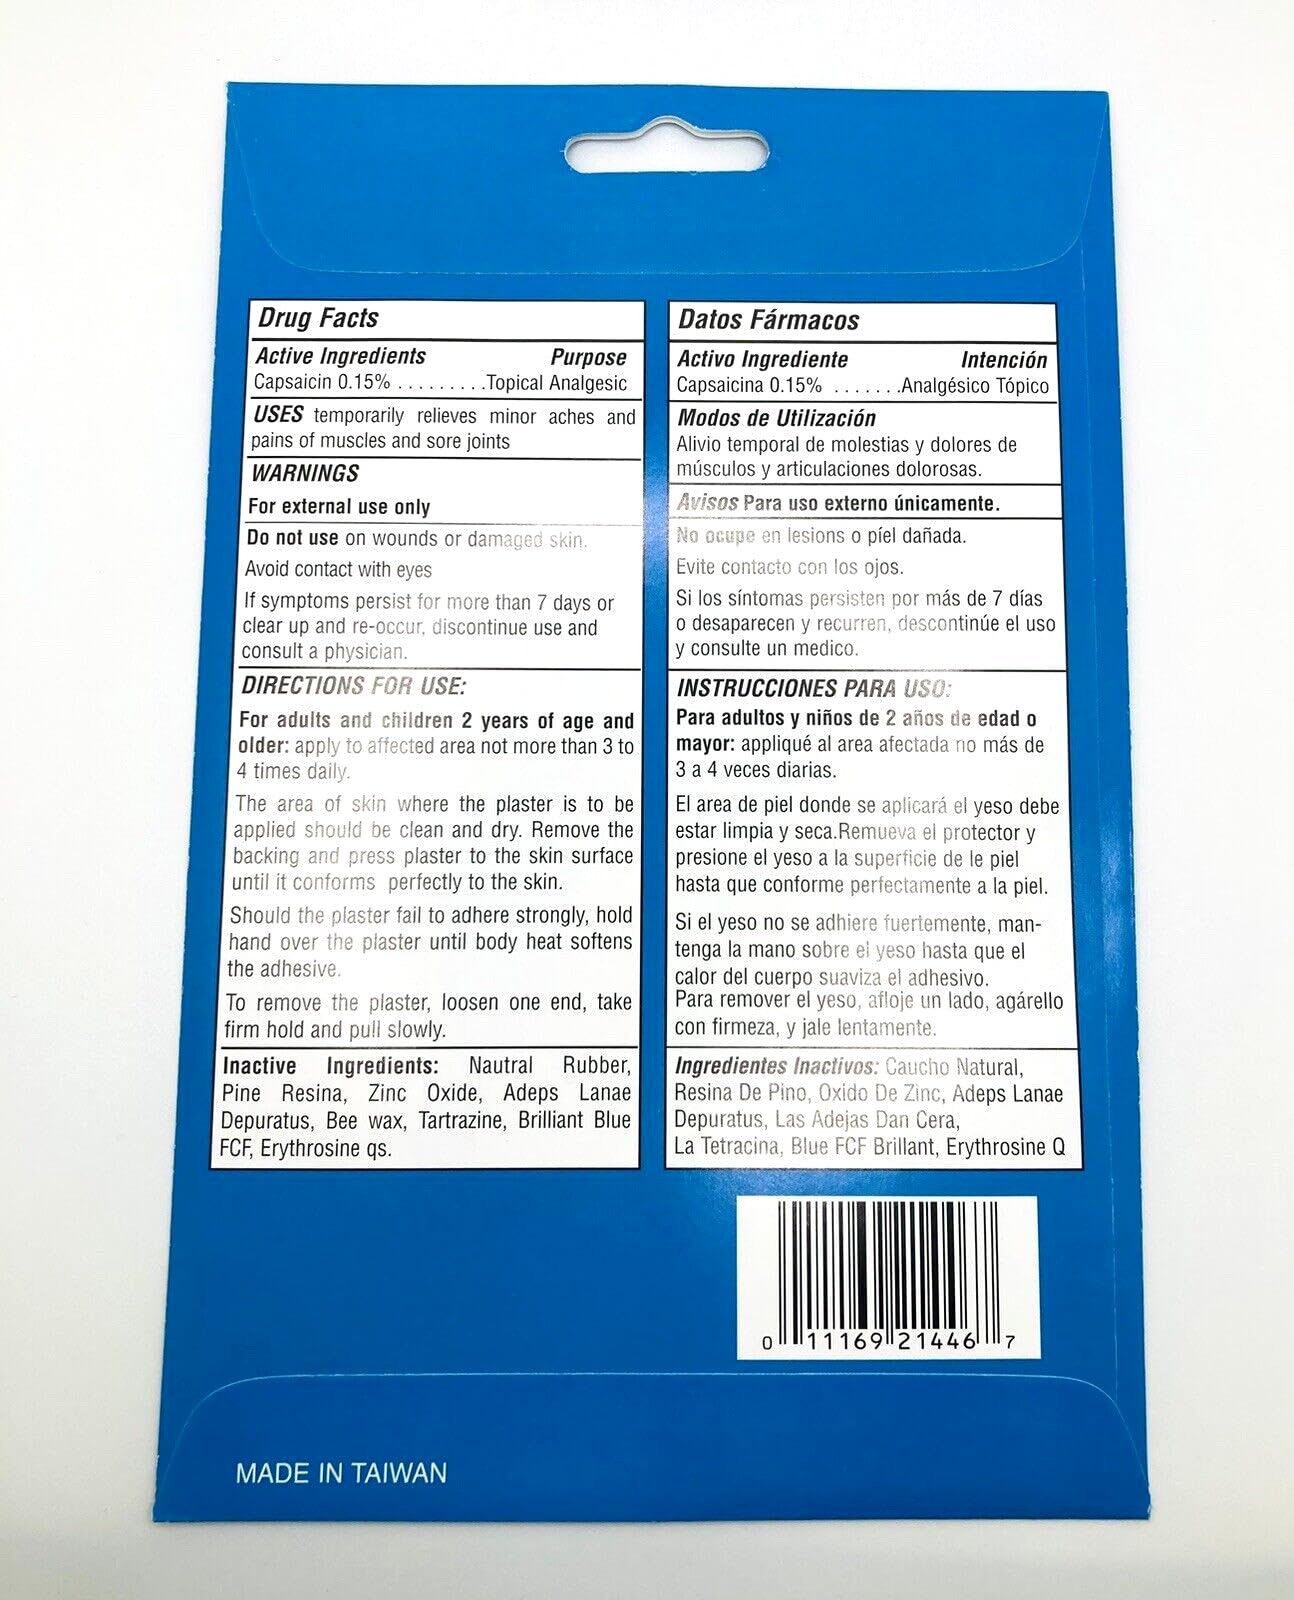 Drug Facts
Active Ingredients Purpose
Capsaicin 0.15% . . . . . . . . .Topical Analgesic
USES temporarily relieves minor aches and
pains of muscles and sore joints
WARNINGS
For external use only
Do not use on wounds or damaged skin.
Avoid contact with eyes
If symptoms persist for more than 7 days or
clear up and re-occur, discontinue use and
consult a physician.
DIRECTIONS FOR USE:
For adults and children 2 years of age and
older: apply to affected area not more than 3 to
4 times daily.
The area of skin where the plaster is to be
applied should be clean and dry. Remove the
backing and press plaster to the skin surface
until it conforms perfectly to the skin.
Should the plaster fail to adhere strongly, hold
hand over the plaster until body heat softens
the adhesive.
To remove the plaster, loosen one end, take
firm hold and pull slowly.
Inactive Ingredients: Nautral Rubber,
Pine Resina, Zinc Oxide, Adeps Lanae
Depuratus, Bee wax, Tartrazine, Brilliant Blue
FCF, Erythrosine qs.
Datos Fármacos
Activo Ingrediente Intención
Capsaicina 0.15% . . . . . . .Analgésico Tópico
Modos de Utilización
Alivio temporal de molestias y dolores de
músculos y articulaciones dolorosas.
Avisos Para uso externo únicamente.
No ocupe en lesions o píel dañada.
Evite contacto con los ojos.
Si los síntomas persisten por más de 7 días
o desaparecen y recurren, descontinúe el uso
y consulte un medico.
INSTRUCCIONES PARA USO:
Para adultos y niños de 2 años de edad o
mayor: appliqué al area afectada no más de
3 a 4 veces diarias.
El area de piel donde se aplicará el yeso debe
estar limpia y seca.Remueva el protector y
presione el yeso a la superficie de le piel
hasta que conforme perfectamente a la piel.
Si el yeso no se adhiere fuertemente, man-
tenga la mano sobre el yeso hasta que el
calor del cuerpo suaviza el adhesivo.
Para remover el yeso, afloje un lado, agárello
con firmeza, y jale lentamente.
Ingredientes Inactivos: Caucho Natural,
Resina De Pino, Oxido De Zinc, Adeps Lanae
Depuratus, Las Adejas Dan Cera,
La Tetracina, Blue FCF Brillant, Erythrosine Q
0 11169 21446 7
MADE IN TAIWAN